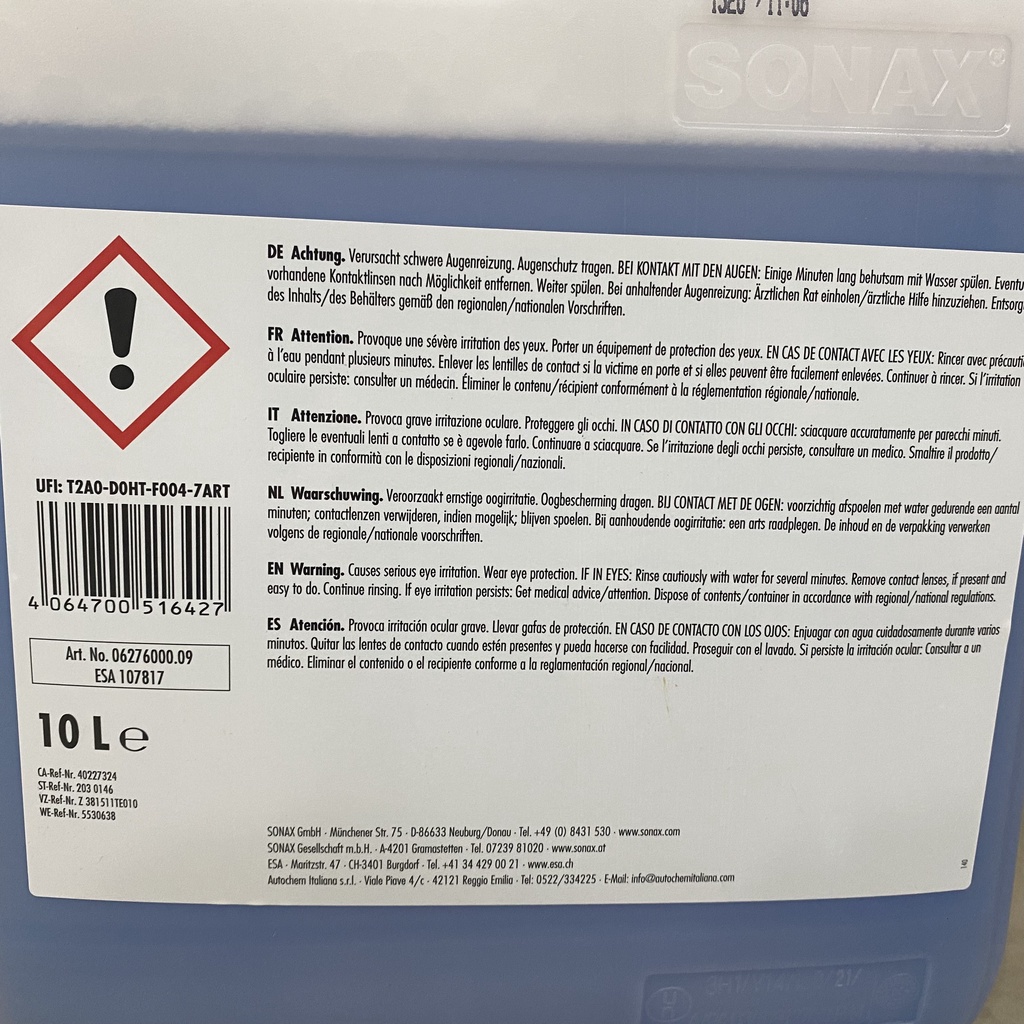 SONAX®
DE Achtung. Verursacht schwere Augenreizung. Augenschutz tragen. BEI KONTAKT MIT DEN AUGEN: Einige Minuten lang behutsam mit Wasser spülen.
vorhandene Kontaktlinsen nach Möglichkeit entfernen. Weiter spülen. Bei anhaltender Augenreizung: Ärztlichen Rat einholen/ärztliche Hilfe hinzuziehen.
des Inhalts/des Behälters gemäß den regionalen/nationalen Vorschriften.
FR Attention. Provoque une sévère irritation des yeux. Porter un équipement de protection des yeux. EN CAS DE CONTACT AVEC LES YEUX: Rincer avec
à l'eau pendant plusieurs minutes. Enlever les lentilles de contact si la victime en porte et si elles peuvent être facilement enlevées. Continuer à rincer. Si l'irritation
oculaire persiste: consulter un médecin. Éliminer le contenu/récipient conformément à la réglementation régionale/nationale.
IT Attenzione. Provoca grave irritazione oculare. Proteggere gli occhi. IN CASO DI CONTATTO CON GLI OCCHI: sciacquare accuratamente per parecchi minuti.
Togliere le eventuali lenti a contatto se è agevole farlo. Continuare a sciacquare. Se l'irritazione degli occhi persiste, consultare un medico. Smaltire il prodotto/
recipiente in conformità con le disposizioni regionali/nazionali.
NL Waarschuwing. Veroorzaakt ernstige oogirritatie. Oogbescherming dragen. BIJ CONTACT MET DE OGEN: voorzichtig afspoelen met water gedurende een aantal
minuten; contactlenzen verwijderen, indien mogelijk; blijven spoelen. Bij aanhoudende oogirritatie: een arts raadplegen. De inhoud en de verpakking verwerken
volgens de regionale/nationale voorschriften.
EN Warning. Causes serious eye irritation. Wear eye protection. IF IN EYES: Rinse cautiously with water for several minutes. Remove contact lenses, if present and
easy to do. Continue rinsing. If eye irritation persists: Get medical advice/attention. Dispose of contents/container in accordance with regional/national regulations.
ES Atención. Provoca irritación ocular grave. Llevar gafas de protección. EN CASO DE CONTACTO CON LOS OJOS: Enjuagar con agua cuidadosamente durante varios
minutos. Quitar las lentes de contacto cuando estén presentes y pueda hacerse con facilidad. Proseguir con el lavado. Si persiste la irritación ocular: Consultar a un
médico. Eliminar el contenido o el recipiente conforme a la reglamentación regional/nacional.
UFI: T2A0-D0HT-F004-7ART
4 064700 516427
Art. No. 06276000.09
ESA 107817
10 L e
CA-Ref-Nr. 40227324
ST-Ref-Nr. 203 0146
VZ-Ref-Nr. Z 381511TE010
WE-Ref-Nr. 5530638
SONAX GmbH · Münchener Str. 75 · D-86633 Neuburg/Donau · Tel. +49 (0) 8431 530 · www.sonax.com
SONAX Gesellschaft m.b.H. · A-4201 Gramastetten · Tel. 07239 81020 · www.sonax.at
ESA · Maritzstr. 47 · CH-3401 Burgdorf · Tel. +41 34 429 00 21 · www.esa.ch
Autochem Italiana s.r.l. · Viale Piave 4/c · 42121 Reggio Emilia · Tel: 0522/334225 · E-Mail: info@autochemitaliana.com